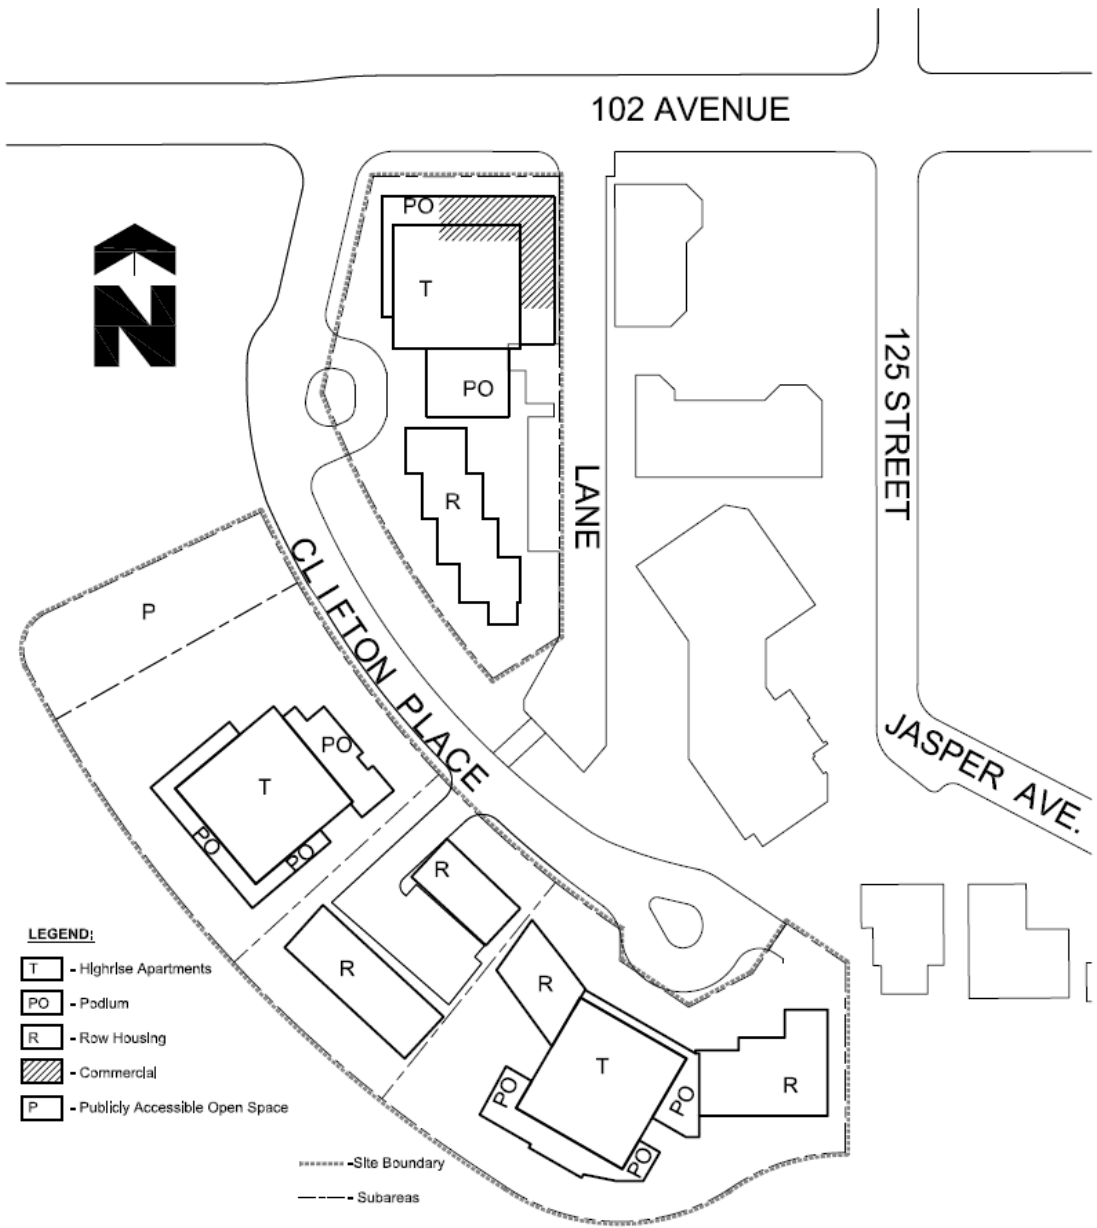 102 AVENUE
PO
T
N
PO
125 STREET
LANE
R
CLIFTON PLACE
P
JASPER AVE.
PO
T
PO
PO
R
R
R
T
R
PO
PO
PO
LEGEND:
T - Highrise Apartments
PO - Podium
R - Row Housing
- Commercial
P - Publicly Accessible Open Space
-Site Boundary
- Subareas